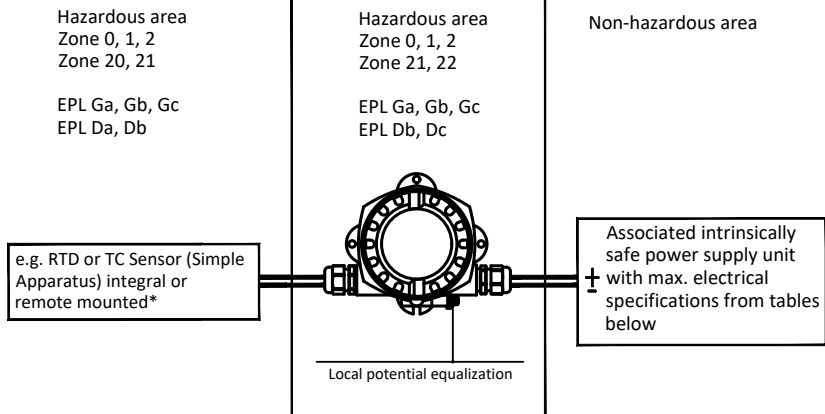 Hazardous area
Zone 0, 1, 2
Zone 20, 21
EPL Ga, Gb, Gc
EPL Da, Db
Hazardous area
Zone 0, 1, 2
Zone 21, 22
EPL Ga, Gb, Gc
EPL Db, Dc
Non-hazardous area
e.g. RTD or TC Sensor (Simple
Apparatus) integral or
remote mounted*
Local potential equalization
Associated intrinsically
safe power supply unit
with max. electrical
specifications from tables
below
+
-